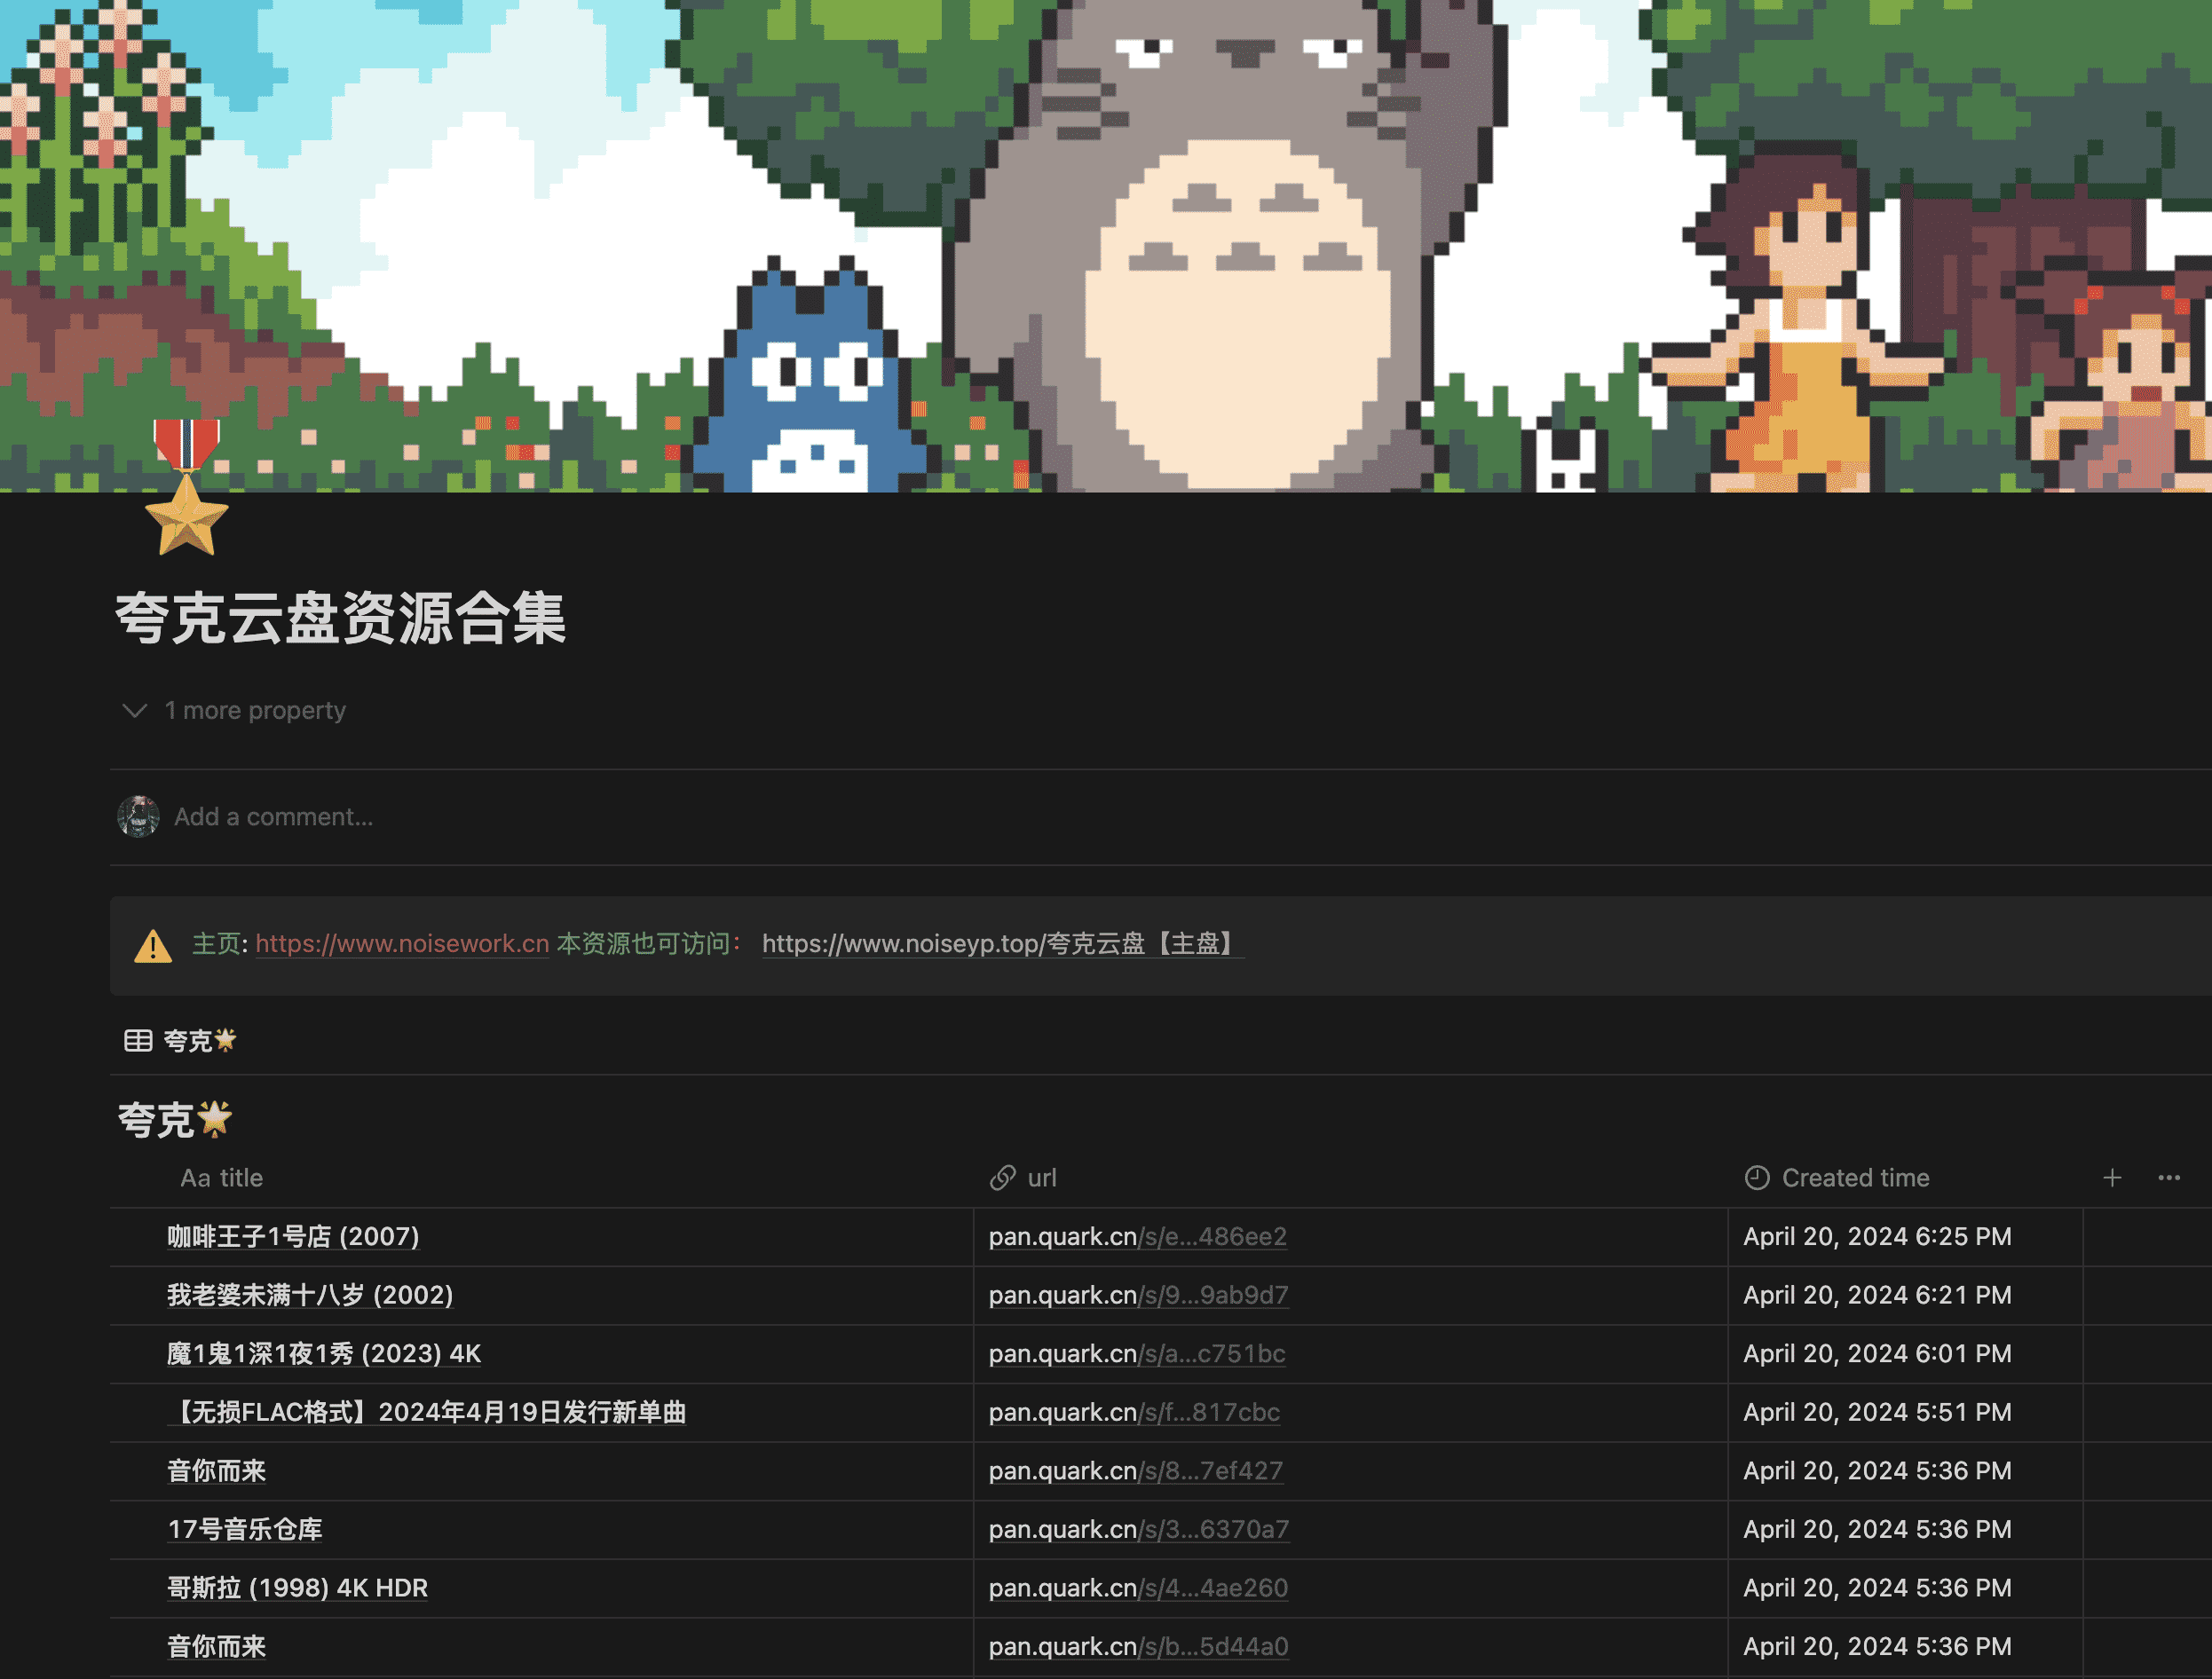 夸克云盘资源合集
1 more property
Add a comment...
主页: https://www.noisework.cn 本资源也可访问： https://www.noiseyp.top/夸克云盘【主盘】
夸克
夸克
Aa title url Created time
咖啡王子1号店 (2007) pan.quark.cn/s/e...486ee2 April 20, 2024 6:25 PM
我老婆未满十八岁 (2002) pan.quark.cn/s/9...9ab9d7 April 20, 2024 6:21 PM
魔1鬼1深1夜1秀 (2023) 4K pan.quark.cn/s/a...c751bc April 20, 2024 6:01 PM
【无损FLAC格式】2024年4月19日发行新单曲 pan.quark.cn/s/f...817cbc April 20, 2024 5:51 PM
音你而来 pan.quark.cn/s/8...7ef427 April 20, 2024 5:36 PM
17号音乐仓库 pan.quark.cn/s/3...6370a7 April 20, 2024 5:36 PM
哥斯拉 (1998) 4K HDR pan.quark.cn/s/4...4ae260 April 20, 2024 5:36 PM
音你而来 pan.quark.cn/s/b...5d44a0 April 20, 2024 5:36 PM